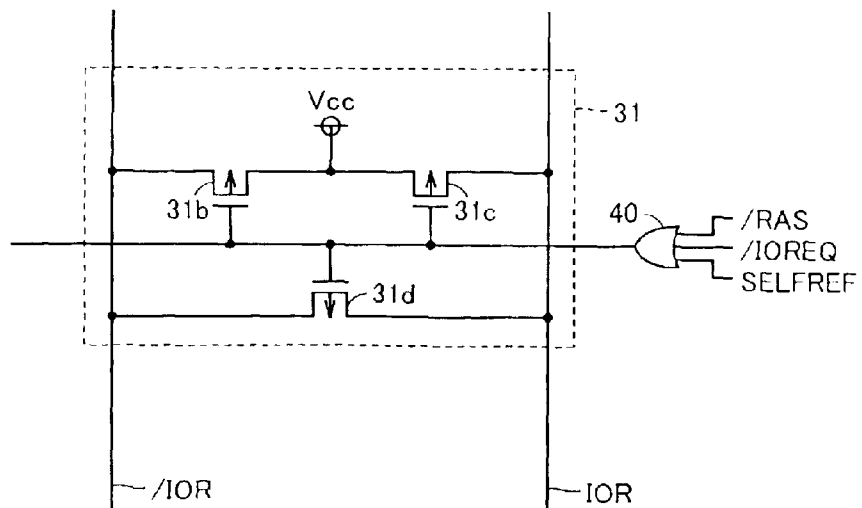 Vcc
31
31b
31c
40
/RAS
/IOREQ
SELFREF
31d
/IOR
IOR